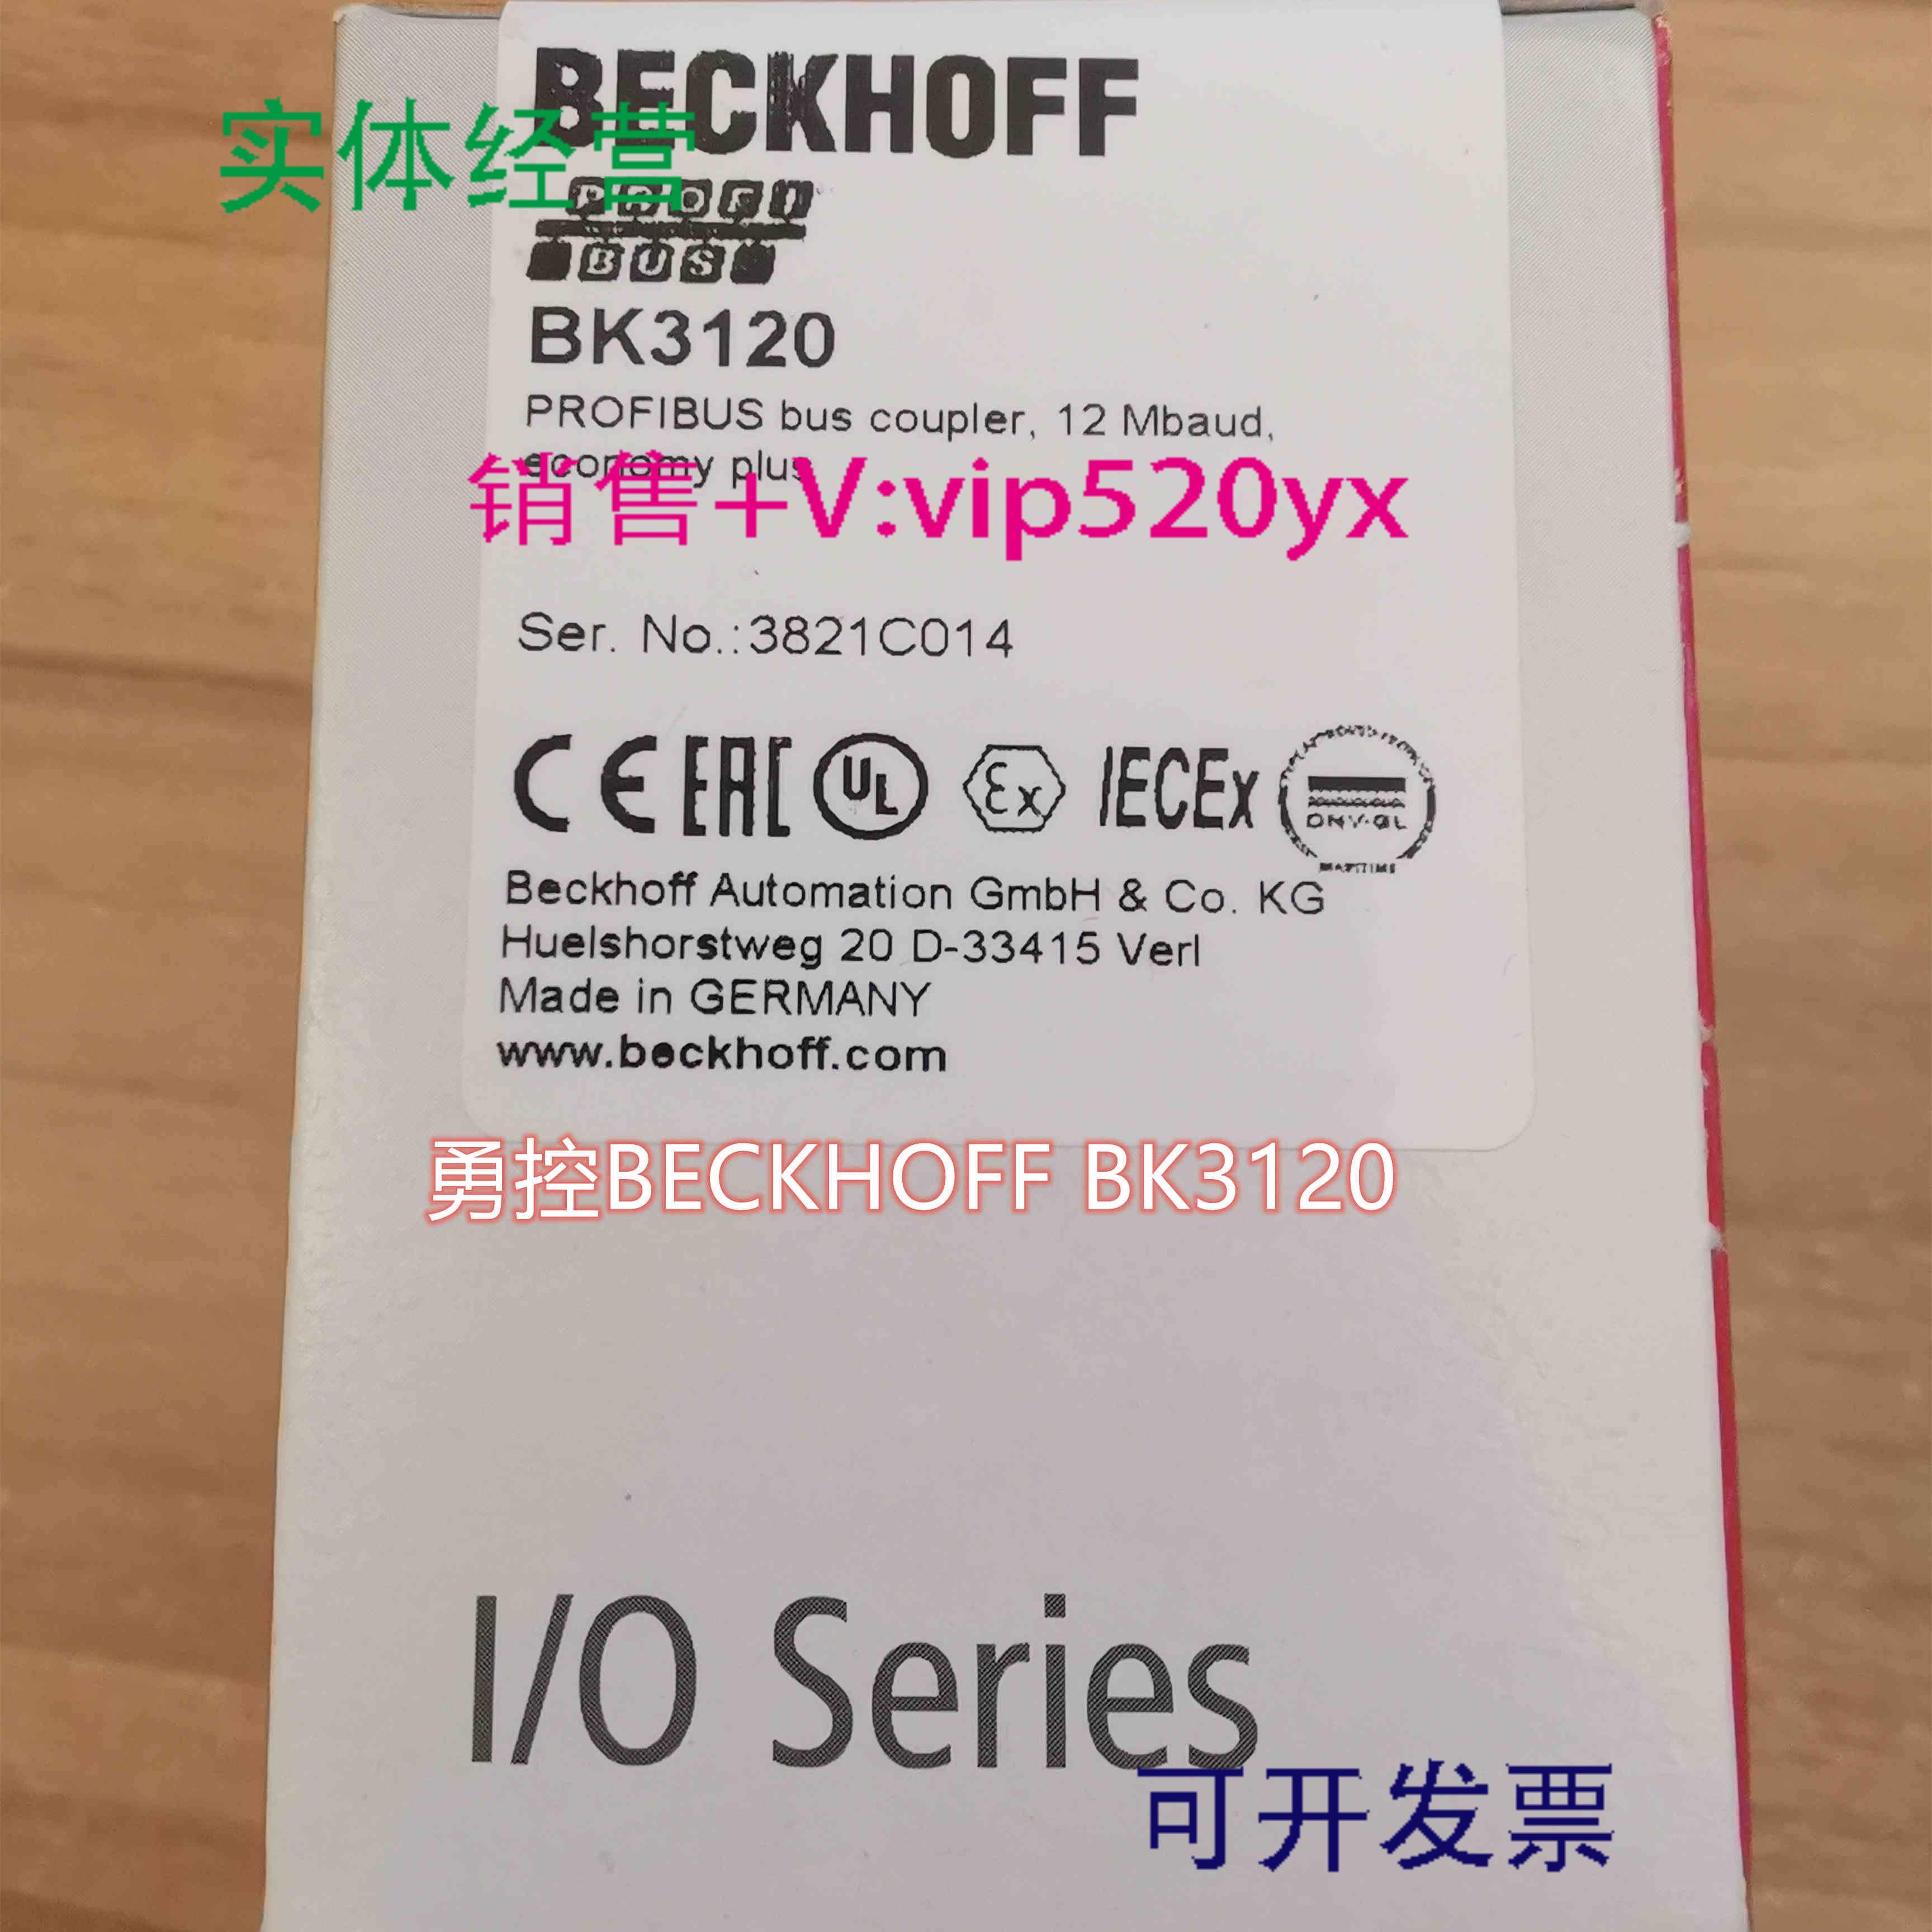 BECKHOFF
实体经营
PROFI
BUS
BK3120
PROFIBUS bus coupler, 12 Mbaud,
economy plus
销售+V:vip520yx
Ser. No.:3821C014
CE EAC UL Ex IECEx
DNV·GL
MARITIME
Beckhoff Automation GmbH & Co. KG
Huelshorstweg 20 D-33415 Verl
Made in GERMANY
www.beckhoff.com
勇控BECKHOFF BK3120
I/O Series
可开发票